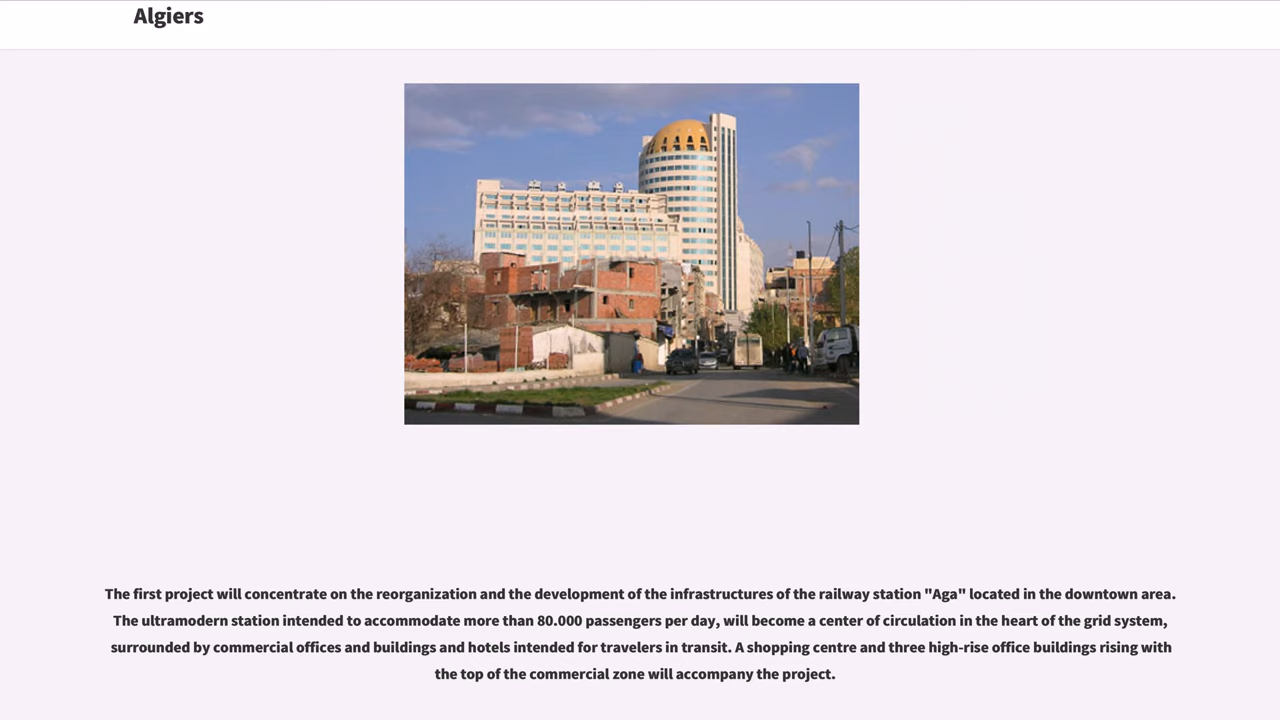 Algiers
The first project will concentrate on the reorganization and the development of the infrastructures of the railway station "Aga" located in the downtown area.
The ultramodern station intended to accommodate more than 80.000 passengers per day, will become a center of circulation in the heart of the grid system,
surrounded by commercial offices and buildings and hotels intended for travelers in transit. A shopping centre and three high-rise office buildings rising with
the top of the commercial zone will accompany the project.